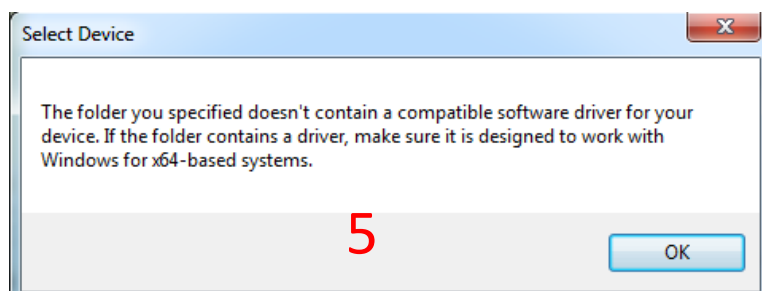 Select Device
The folder you specified doesn't contain a compatible software driver for your
device. If the folder contains a driver, make sure it is designed to work with
Windows for x64-based systems.
5
OK